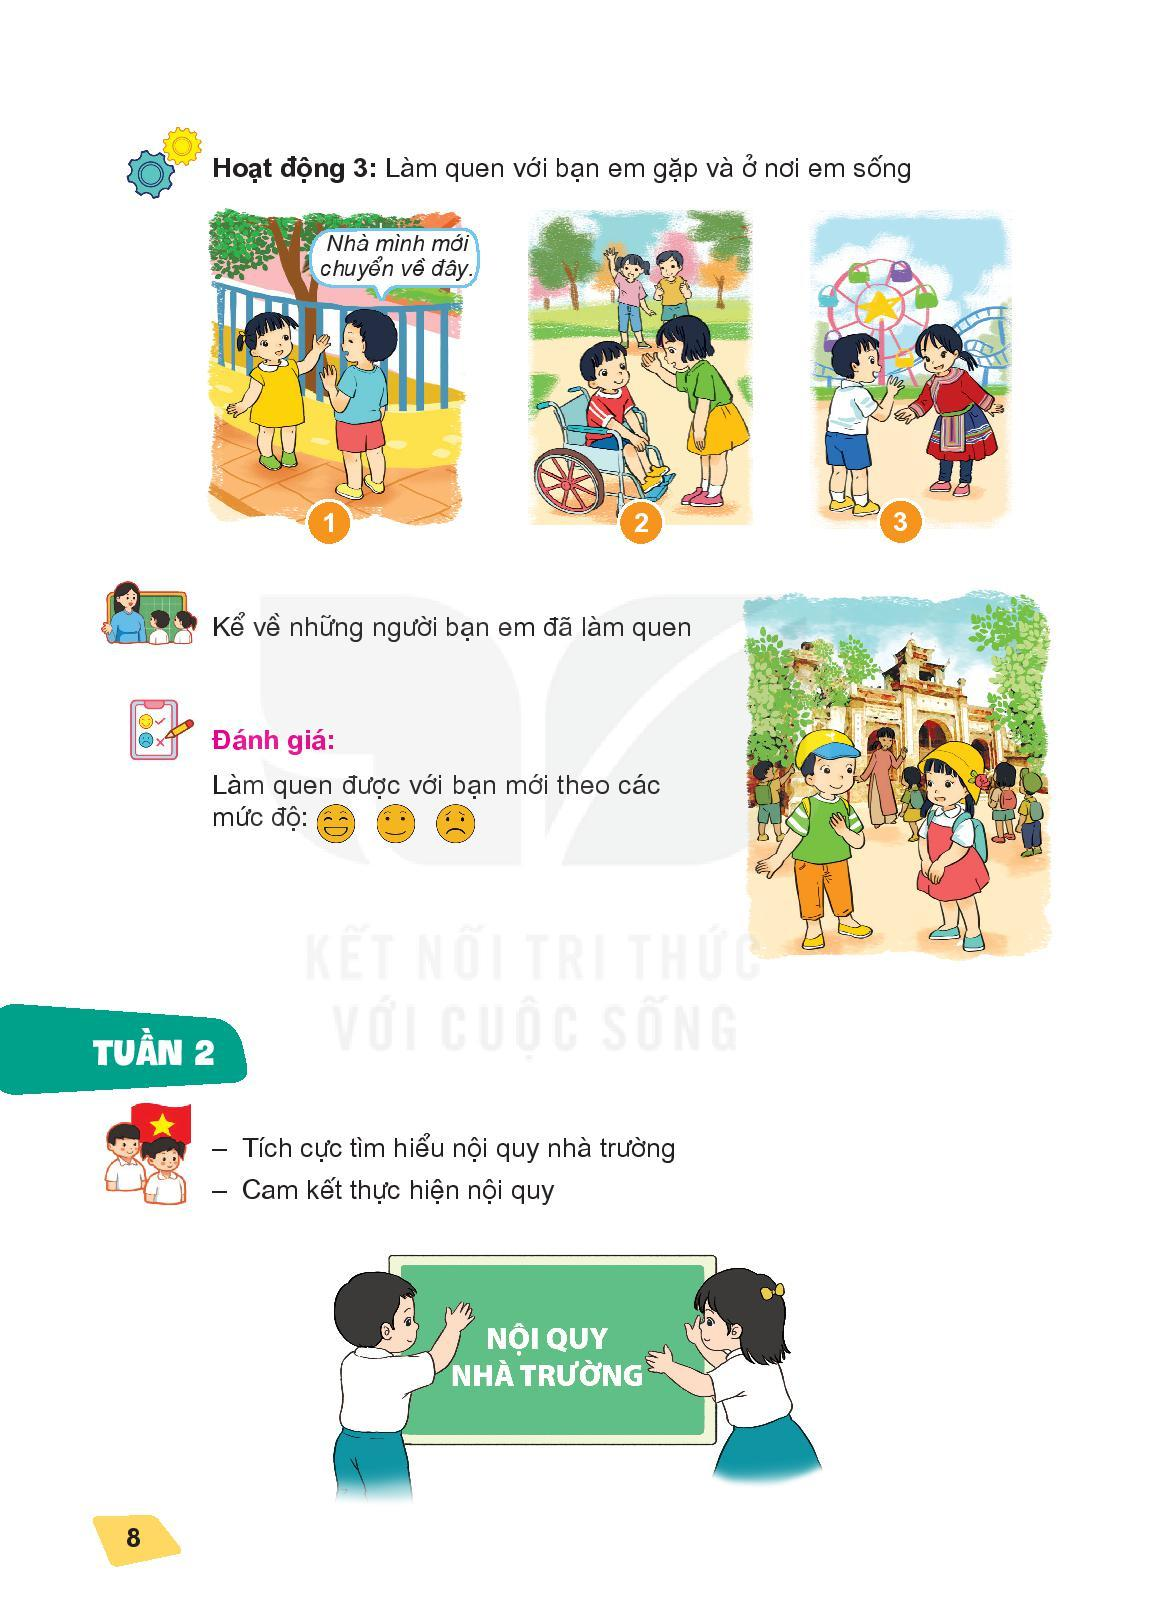 Hoạt động 3: Làm quen với bạn em gặp và ở nơi em sống
Nhà mình mới
chuyển về đây.
1
2
3
Kể về những người bạn em đã làm quen
Đánh giá:
Làm quen được với bạn mới theo các
mức độ:
KẾT NỐI TRI THỨC
VỚI CUỘC SỐNG
TUẦN 2
– Tích cực tìm hiểu nội quy nhà trường
– Cam kết thực hiện nội quy
NỘI QUY
NHÀ TRƯỜNG
8